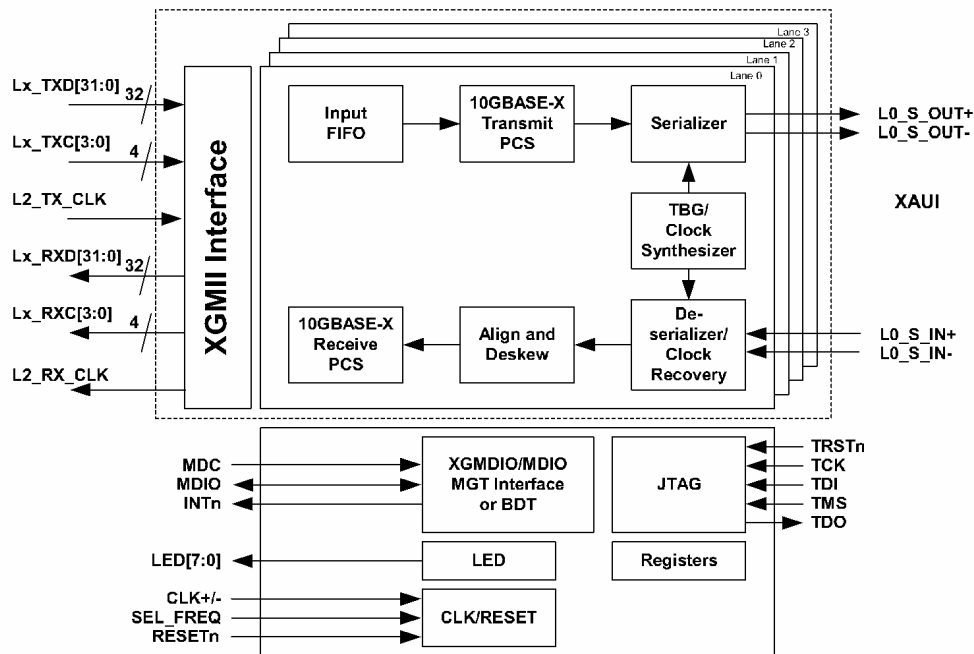 Lane 3
Lane 2
Lane 1
Lane 0
Lx_TXD[31:0]
32
Lx_TXC[3:0]
4
L2_TX_CLK
Lx_RXD[31:0]
32
Lx_RXC[3:0]
4
L2_RX_CLK
XGMII Interface
Input
FIFO
10GBASE-X
Transmit
PCS
Serializer
L0_S_OUT+
L0_S_OUT-
TBG/
Clock
Synthesizer
XAUI
10GBASE-X
Receive
PCS
Align and
Deskew
De-
serializer/
Clock
Recovery
L0_S_IN+
L0_S_IN-
MDC
MDIO
INTn
XGMDIO/MDIO
MGT Interface
or BDT
JTAG
TRSTn
TCK
TDI
TMS
TDO
LED[7:0]
LED
Registers
CLK+/-
SEL_FREQ
RESETn
CLK/RESET